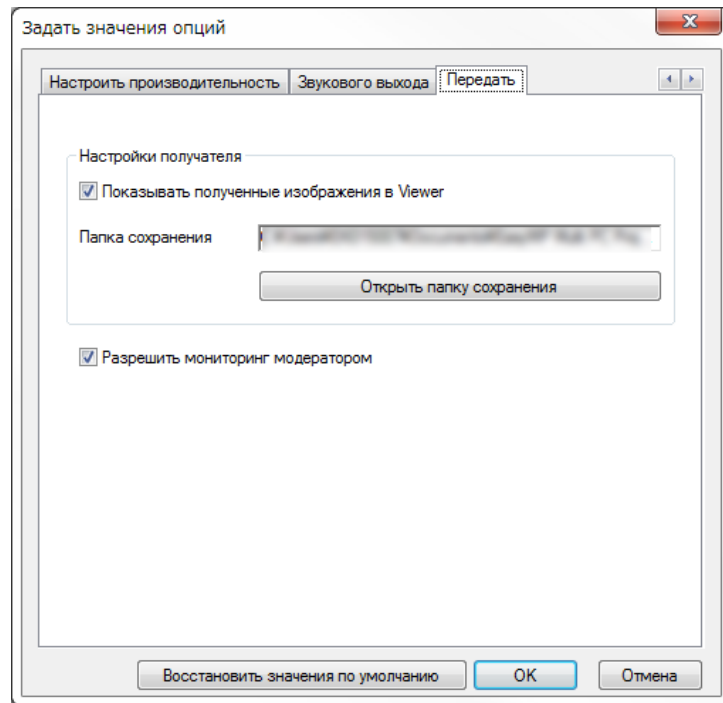 Задать значения опций
Настроить производительность Звукового выхода Передать
Настройки получателя
Показывать полученные изображения в Viewer
Папка сохранения
Открыть папку сохранения
Разрешить мониторинг модератором
Восстановить значения по умолчанию OK Отмена